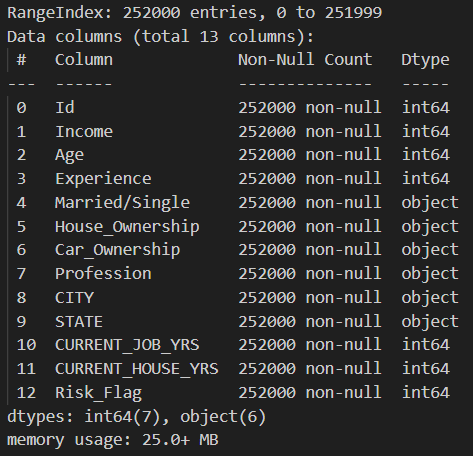 RangeIndex: 252000 entries, 0 to 251999
Data columns (total 13 columns):
 #   Column             Non-Null Count   Dtype
---  ------             --------------   -----
 0   Id                 252000 non-null  int64
 1   Income             252000 non-null  int64
 2   Age                252000 non-null  int64
 3   Experience         252000 non-null  int64
 4   Married/Single     252000 non-null  object
 5   House_Ownership    252000 non-null  object
 6   Car_Ownership      252000 non-null  object
 7   Profession         252000 non-null  object
 8   CITY               252000 non-null  object
 9   STATE              252000 non-null  object
 10  CURRENT_JOB_YRS    252000 non-null  int64
 11  CURRENT_HOUSE_YRS  252000 non-null  int64
 12  Risk_Flag          252000 non-null  int64
dtypes: int64(7), object(6)
memory usage: 25.0+ MB